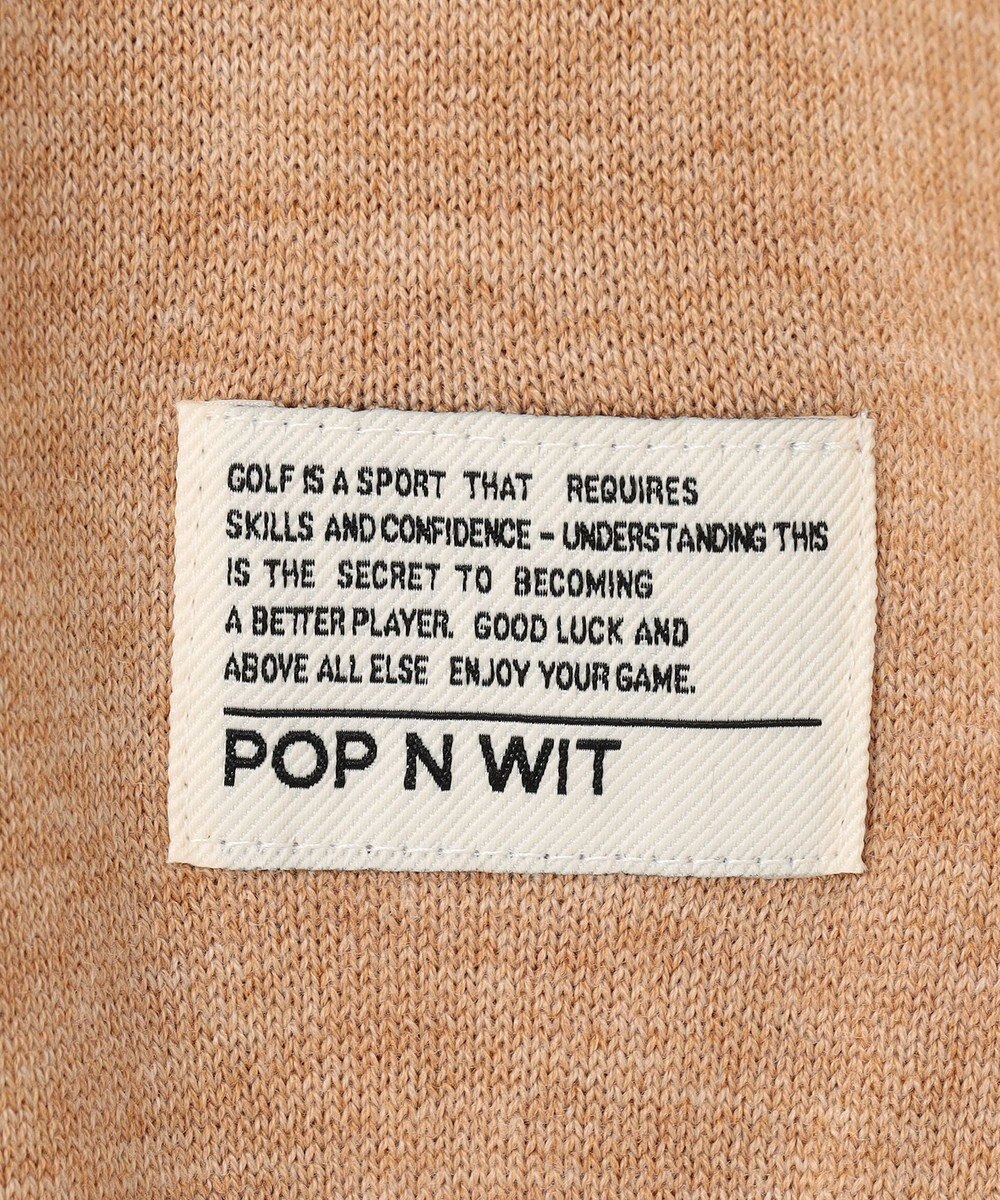 GOLF IS A SPORT THAT REQUIRES
SKILLS AND CONFIDENCE - UNDERSTANDING THIS
IS THE SECRET TO BECOMING
A BETTER PLAYER. GOOD LUCK AND
ABOVE ALL ELSE ENJOY YOUR GAME.
POP N WIT